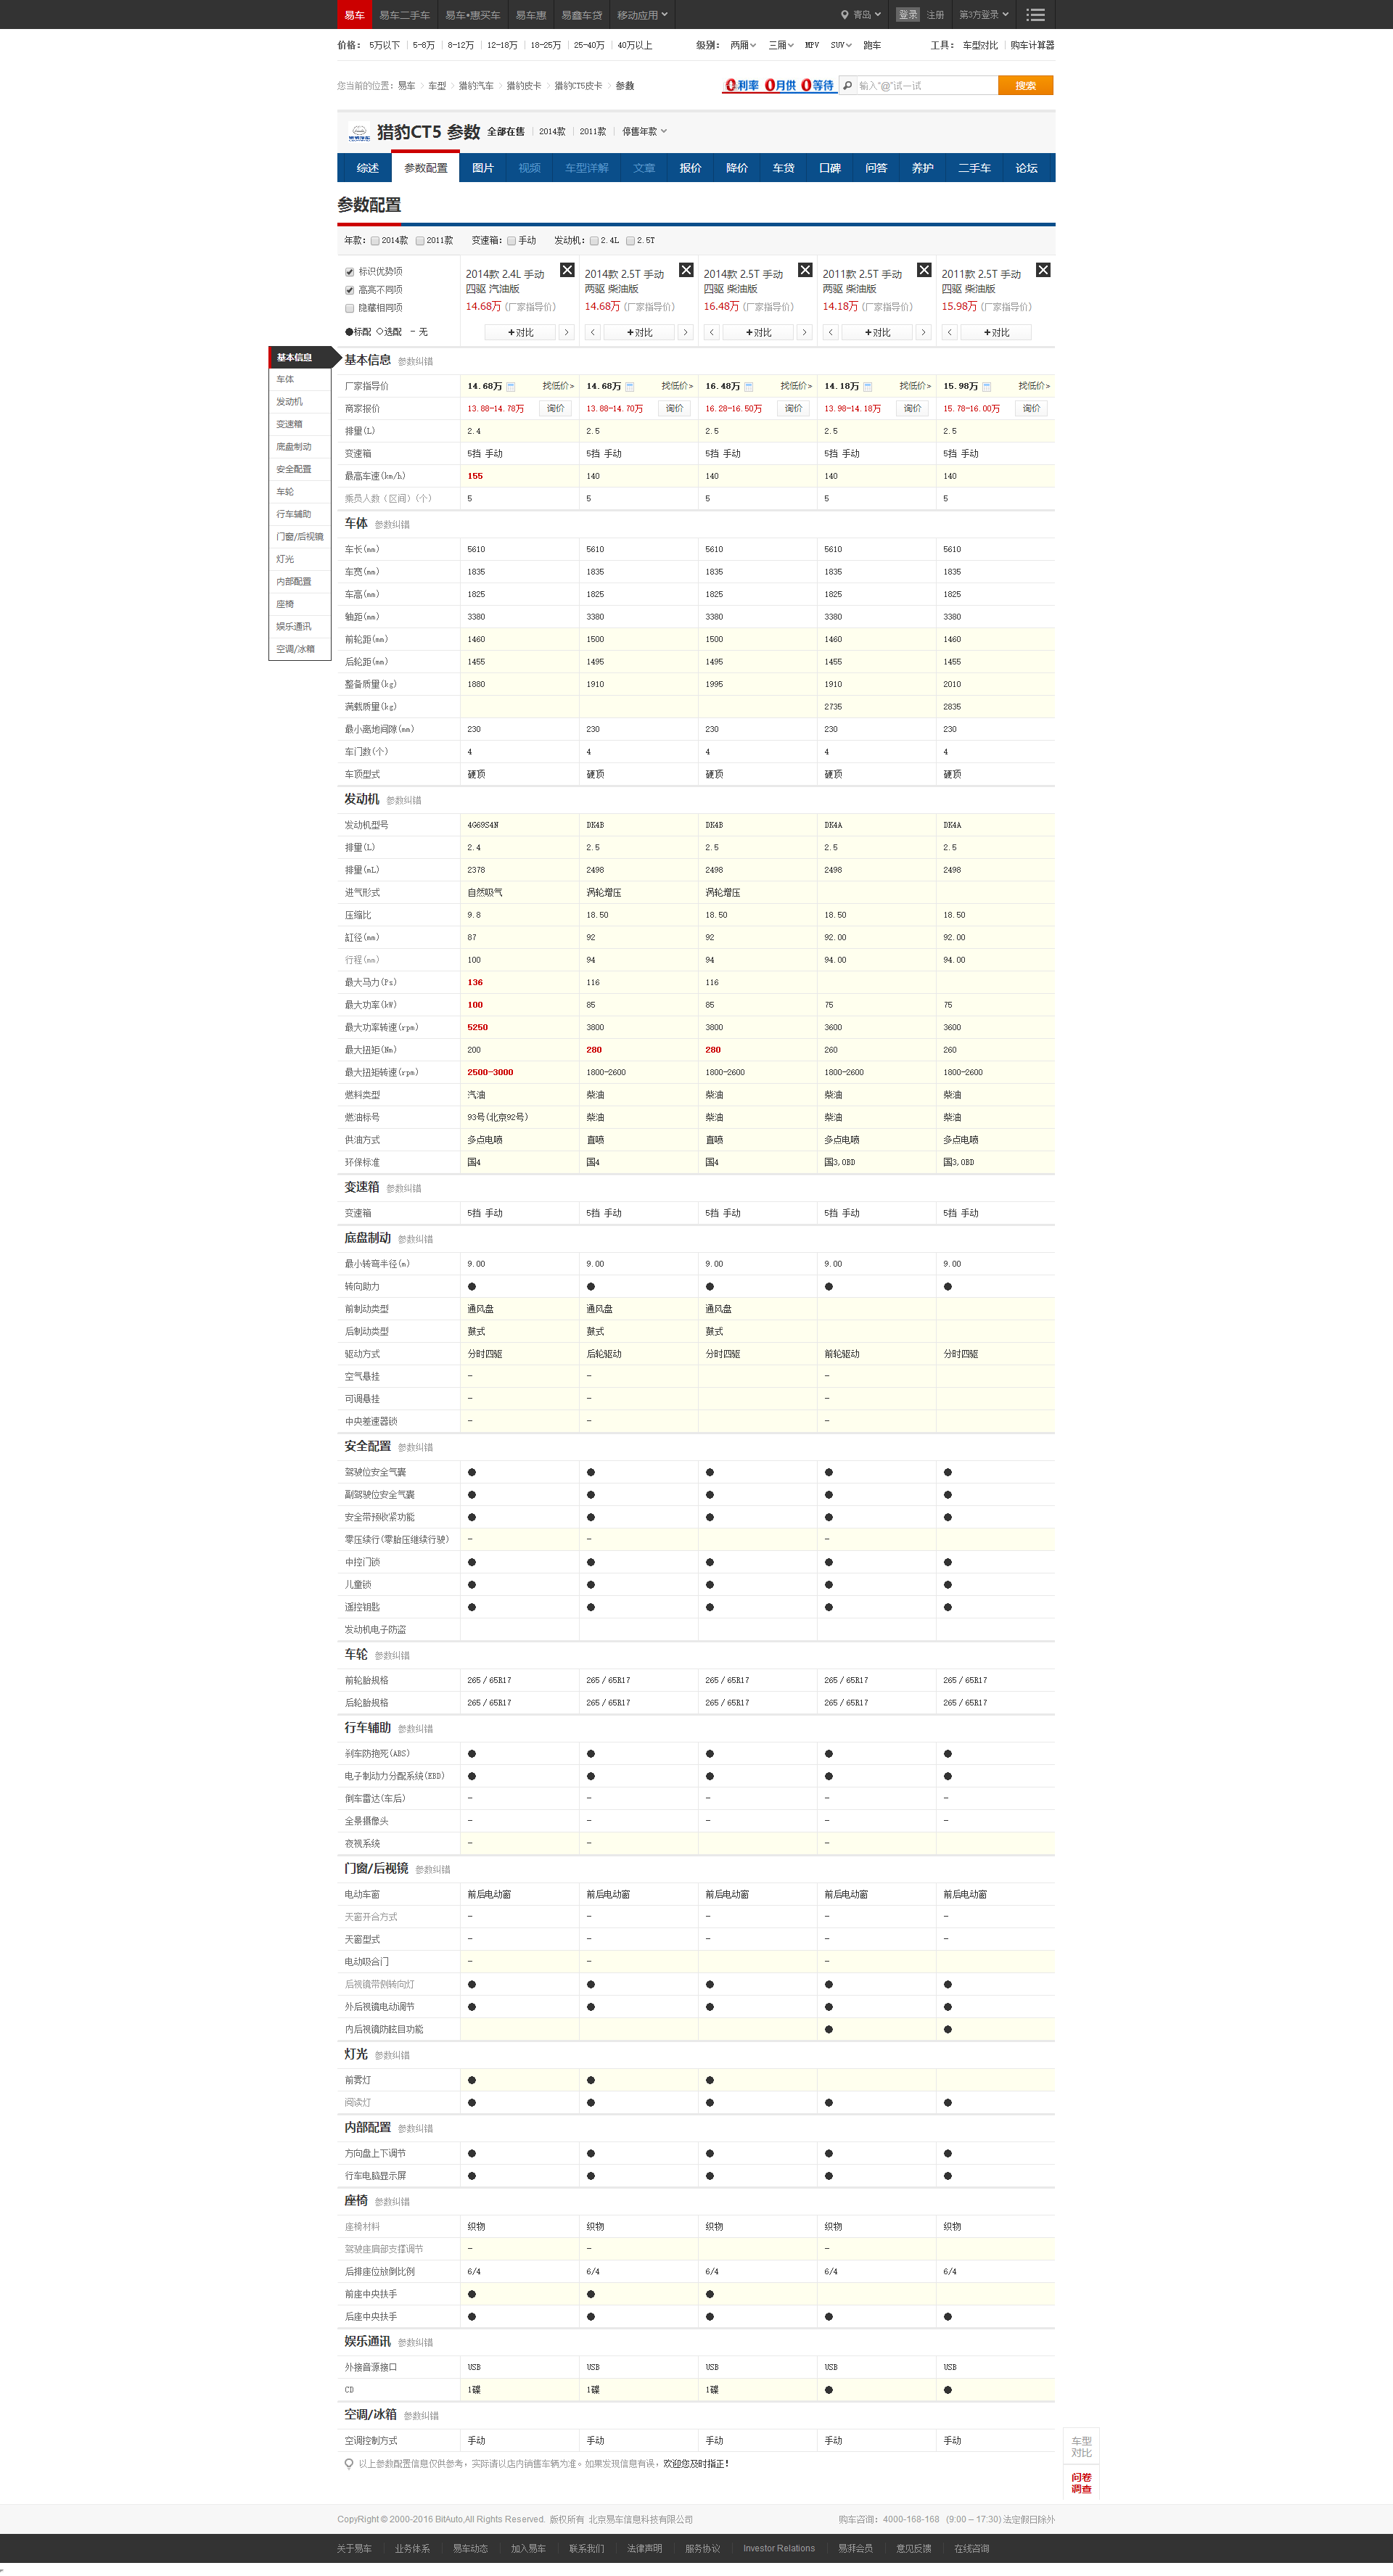 易车 易车二手车 易车•惠买车 易车惠 易鑫车贷 移动应用 青岛 登录 注册 第3方登录
价格： 5万以下 5-8万 8-12万 12-18万 18-25万 25-40万 40万以上 级别： 两厢 三厢 MPV SUV 跑车 工具： 车型对比 购车计算器
您当前的位置：易车 > 车型 > 猎豹汽车 > 猎豹皮卡 > 猎豹CT5皮卡 > 参数 0利率 0月供 0等待 输入"@"试一试 搜索
猎豹CT5 参数 全部在售 2014款 2011款 停售年款
综述 参数配置 图片 视频 车型详解 文章 报价 降价 车贷 口碑 问答 养护 二手车 论坛
参数配置
年款： 2014款 2011款 变速箱： 手动 发动机： 2.4L 2.5T
标识优势项
高亮不同项
隐藏相同项
●标配 ○选配 - 无
2014款 2.4L 手动 四驱 汽油版
14.68万 (厂家指导价)
+对比 >
2014款 2.5T 手动 两驱 柴油版
14.68万 (厂家指导价)
< +对比 >
2014款 2.5T 手动 四驱 柴油版
16.48万 (厂家指导价)
< +对比 >
2011款 2.5T 手动 两驱 柴油版
14.18万 (厂家指导价)
< +对比 >
2011款 2.5T 手动 四驱 柴油版
15.98万 (厂家指导价)
< +对比
基本信息
车体
发动机
变速箱
底盘制动
安全配置
车轮
行车辅助
门窗/后视镜
灯光
内部配置
座椅
娱乐通讯
空调/冰箱
基本信息 参数纠错
厂家指导价 14.68万 找低价> 14.68万 找低价> 16.48万 找低价> 14.18万 找低价> 15.98万 找低价>
商家报价 13.88-14.78万 询价 13.88-14.70万 询价 16.28-16.50万 询价 13.98-14.18万 询价 15.78-16.00万 询价
排量(L) 2.4 2.5 2.5 2.5 2.5
变速箱 5挡 手动 5挡 手动 5挡 手动 5挡 手动 5挡 手动
最高车速(km/h) 155 140 140 140 140
乘员人数（区间）(个) 5 5 5 5 5
车体 参数纠错
车长(mm) 5610 5610 5610 5610 5610
车宽(mm) 1835 1835 1835 1835 1835
车高(mm) 1825 1825 1825 1825 1825
轴距(mm) 3380 3380 3380 3380 3380
前轮距(mm) 1460 1500 1500 1460 1460
后轮距(mm) 1455 1495 1495 1455 1455
整备质量(kg) 1880 1910 1995 1910 2010
满载质量(kg) 2735 2835
最小离地间隙(mm) 230 230 230 230 230
车门数(个) 4 4 4 4 4
车顶型式 硬顶 硬顶 硬顶 硬顶 硬顶
发动机 参数纠错
发动机型号 4G69S4N DK4B DK4B DK4A DK4A
排量(L) 2.4 2.5 2.5 2.5 2.5
排量(mL) 2378 2498 2498 2498 2498
进气形式 自然吸气 涡轮增压 涡轮增压
压缩比 9.8 18.50 18.50 18.50 18.50
缸径(mm) 87 92 92 92.00 92.00
行程(mm) 100 94 94 94.00 94.00
最大马力(Ps) 136 116 116
最大功率(kW) 100 85 85 75 75
最大功率转速(rpm) 5250 3800 3800 3600 3600
最大扭矩(Nm) 200 280 280 260 260
最大扭矩转速(rpm) 2500-3000 1800-2600 1800-2600 1800-2600 1800-2600
燃料类型 汽油 柴油 柴油 柴油 柴油
燃油标号 93号(北京92号) 柴油 柴油 柴油 柴油
供油方式 多点电喷 直喷 直喷 多点电喷 多点电喷
环保标准 国4 国4 国4 国3,OBD 国3,OBD
变速箱 参数纠错
变速箱 5挡 手动 5挡 手动 5挡 手动 5挡 手动 5挡 手动
底盘制动 参数纠错
最小转弯半径(m) 9.00 9.00 9.00 9.00 9.00
转向助力 ● ● ● ● ●
前制动类型 通风盘 通风盘 通风盘
后制动类型 鼓式 鼓式 鼓式
驱动方式 分时四驱 后轮驱动 分时四驱 前轮驱动 分时四驱
空气悬挂 - - -
可调悬挂 - - -
中央差速器锁 - - -
安全配置 参数纠错
驾驶位安全气囊 ● ● ● ● ●
副驾驶位安全气囊 ● ● ● ● ●
安全带预收紧功能 ● ● ● ● ●
零压续行(零胎压继续行驶) - - -
中控门锁 ● ● ● ● ●
儿童锁 ● ● ● ● ●
遥控钥匙 ● ● ● ● ●
发动机电子防盗
车轮 参数纠错
前轮胎规格 265/65R17 265/65R17 265/65R17 265/65R17 265/65R17
后轮胎规格 265/65R17 265/65R17 265/65R17 265/65R17 265/65R17
行车辅助 参数纠错
刹车防抱死(ABS) ● ● ● ● ●
电子制动力分配系统(EBD) ● ● ● ● ●
倒车雷达(车后) - - - - -
全景摄像头 - - - - -
夜视系统 - - -
门窗/后视镜 参数纠错
电动车窗 前后电动窗 前后电动窗 前后电动窗 前后电动窗 前后电动窗
天窗开合方式 - - - - -
天窗型式 - - - - -
电动吸合门 - - -
后视镜带侧转向灯 ● ● ● ● ●
外后视镜电动调节 ● ● ● ● ●
内后视镜防眩目功能 ● ●
灯光 参数纠错
前雾灯 ● ● ●
阅读灯 ● ● ● ● ●
内部配置 参数纠错
方向盘上下调节 ● ● ● ● ●
行车电脑显示屏 ● ● ● ● ●
座椅 参数纠错
座椅材料 织物 织物 织物 织物 织物
驾驶座肩部支撑调节 - - -
后排座位放倒比例 6/4 6/4 6/4 6/4 6/4
前座中央扶手 ● ● ●
后座中央扶手 ● ● ● ● ●
娱乐通讯 参数纠错
外接音源接口 USB USB USB USB USB
CD 1碟 1碟 1碟 ● ●
空调/冰箱 参数纠错
空调控制方式 手动 手动 手动 手动 手动
以上参数配置信息仅供参考，实际请以店内销售车辆为准。如果发现信息有误，欢迎您及时指正！
车型对比
问卷调查
CopyRight © 2000-2016 BitAuto,All Rights Reserved. 版权所有 北京易车信息科技有限公司 购车咨询：4000-168-168 (9:00 – 17:30) 法定假日除外
关于易车 业务体系 易车动态 加入易车 联系我们 法律声明 服务协议 Investor Relations 易湃会员 意见反馈 在线咨询